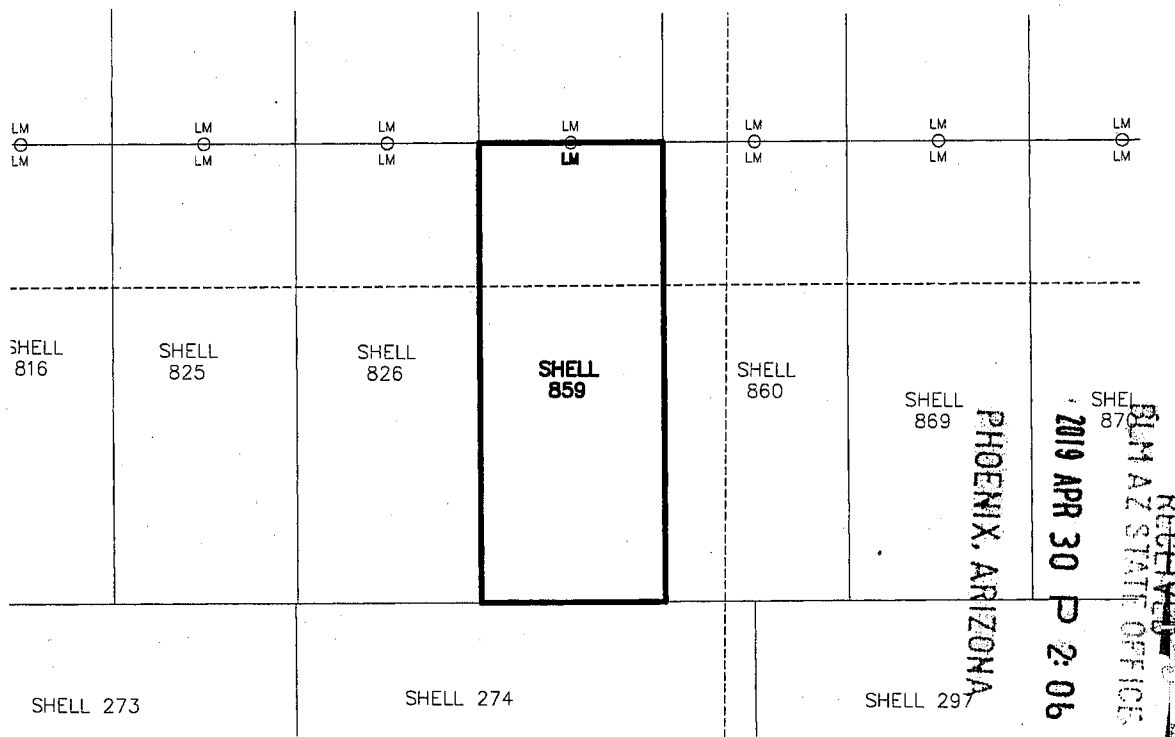 LM LM LM LM LM LM LM
LM LM LM LM LM LM LM
SHELL
816
SHELL
825
SHELL
826
SHELL
859
SHELL
860
SHELL
869
SHEL
870
SHELL 273
SHELL 274
SHELL 297
RECEIVED
BLM AZ STATE OFFICE
2019 APR 30 P 2:06
PHOENIX, ARIZONA